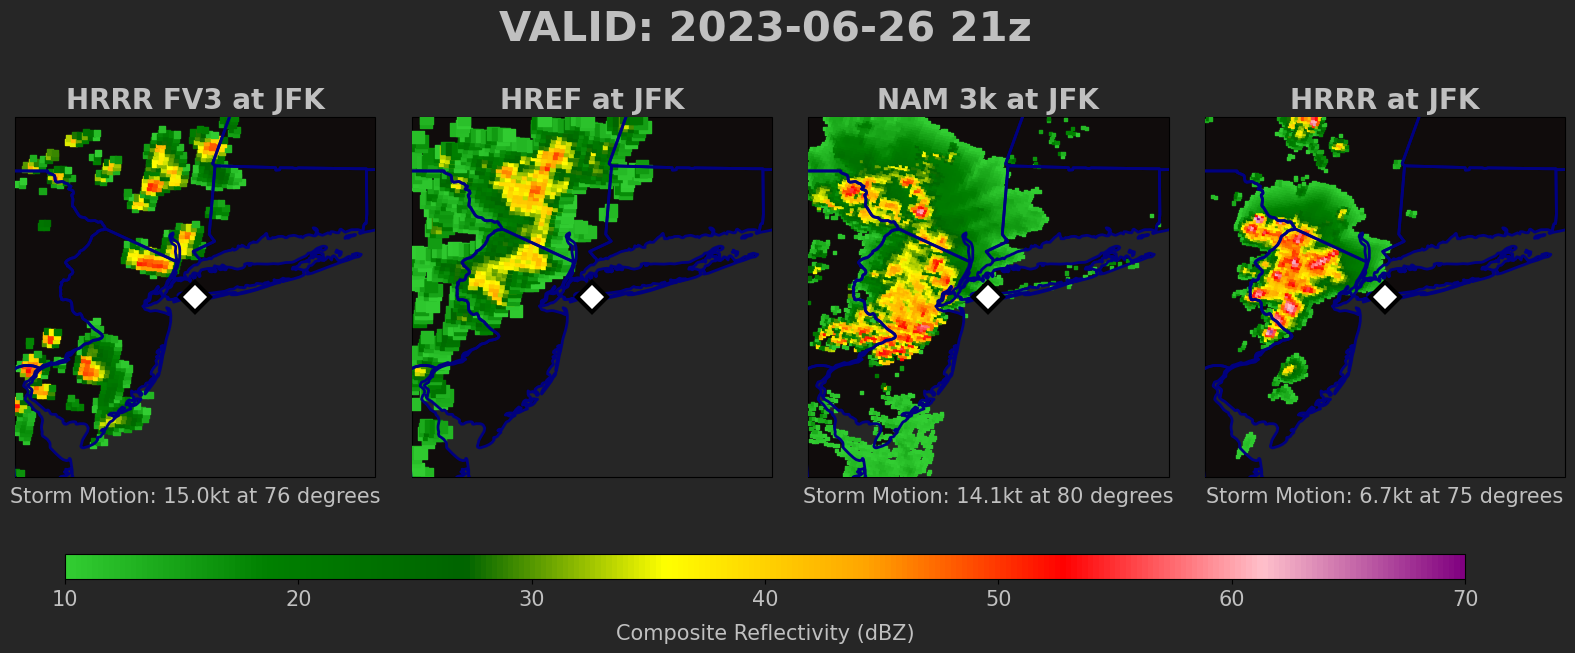 VALID: 2023-06-26 21z
HRRR FV3 at JFK
HREF at JFK
NAM 3k at JFK
HRRR at JFK
Storm Motion: 15.0kt at 76 degrees
Storm Motion: 14.1kt at 80 degrees
Storm Motion: 6.7kt at 75 degrees
10 20 30 40 50 60 70
Composite Reflectivity (dBZ)